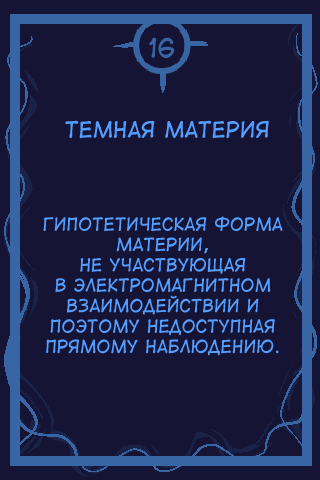 16
ТЕМНАЯ МАТЕРИЯ
ГИПОТЕТИЧЕСКАЯ ФОРМА
МАТЕРИИ,
НЕ УЧАСТВУЮЩАЯ
В ЭЛЕКТРОМАГНИТНОМ
ВЗАИМОДЕЙСТВИИ И
ПОЭТОМУ НЕДОСТУПНАЯ
ПРЯМОМУ НАБЛЮДЕНИЮ.